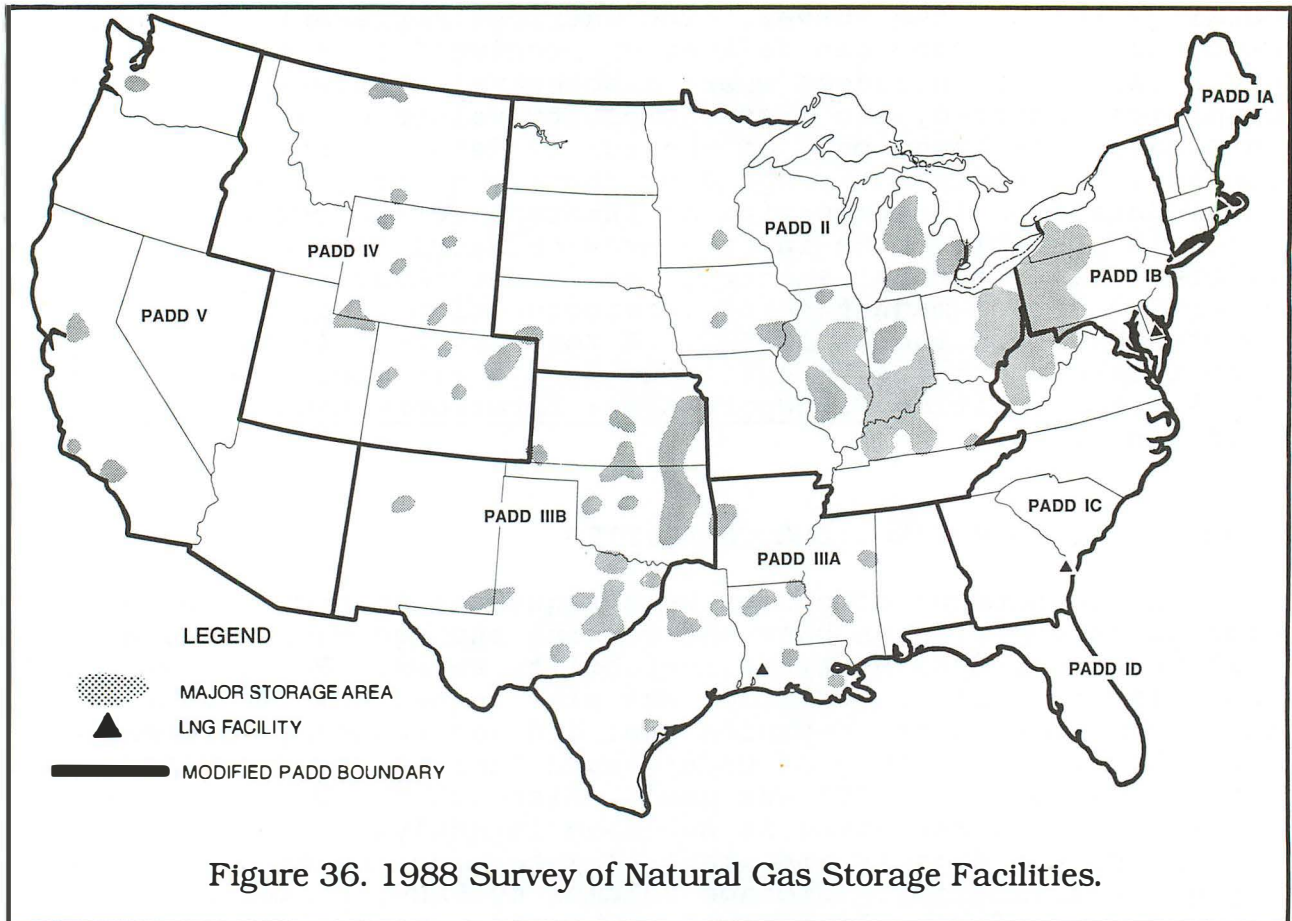 PADD IA
PADD II
PADD IV
PADD IB
PADD V
PADD IC
PADD IIIB
PADD IIIA
PADD ID
LEGEND
MAJOR STORAGE AREA
LNG FACILITY
MODIFIED PADD BOUNDARY
Figure 36. 1988 Survey of Natural Gas Storage Facilities.